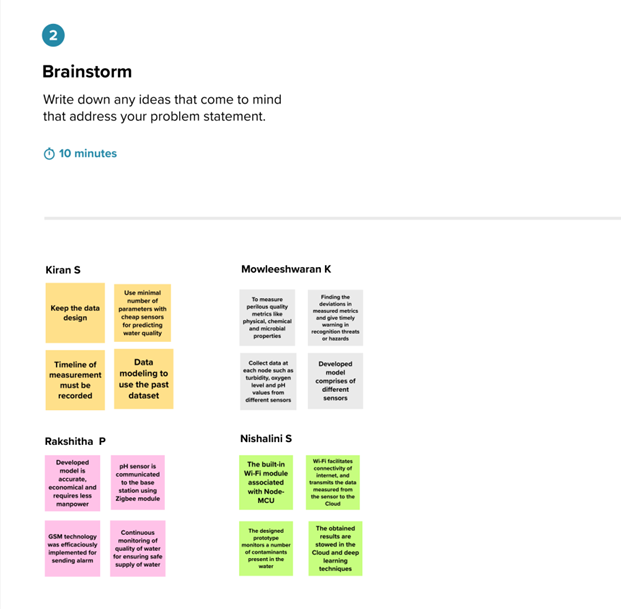 2
Brainstorm
Write down any ideas that come to mind
that address your problem statement.
10 minutes
Kiran S
Keep the data
design
Use minimal
number of
parameters with
cheap sensors
for predicting
water quality
Timeline of
measurement
must be
recorded
Data
modeling to
use the past
dataset
Mowleeshwaran K
To measure
perilous quality
metrics like
physical, chemical
and microbial
properties
Finding the
deviations in
measured metrics
and give timely
warning in
recognition threats
or hazards
Collect data at
each node such as
turbidity, oxygen
level and pH
values from
different sensors
Developed
model
comprises of
different
sensors
Rakshitha P
Developed
model is
accurate,
economical and
requires less
manpower
pH sensor is
communicated
to the base
station using
Zigbee module
GSM technology
was efficaciously
implemented for
sending alarm
Continuous
monitoring of
quality of water
for ensuring safe
supply of water
Nishalini S
The built-in
Wi-Fi module
associated
with Node-
MCU
Wi-Fi facilitates
connectivity of
internet, and
transmits the data
measured from
the sensor to the
Cloud
The designed
prototype
monitors a number
of contaminants
present in the
water
The obtained
results are
stowed in the
Cloud and deep
learning
techniques